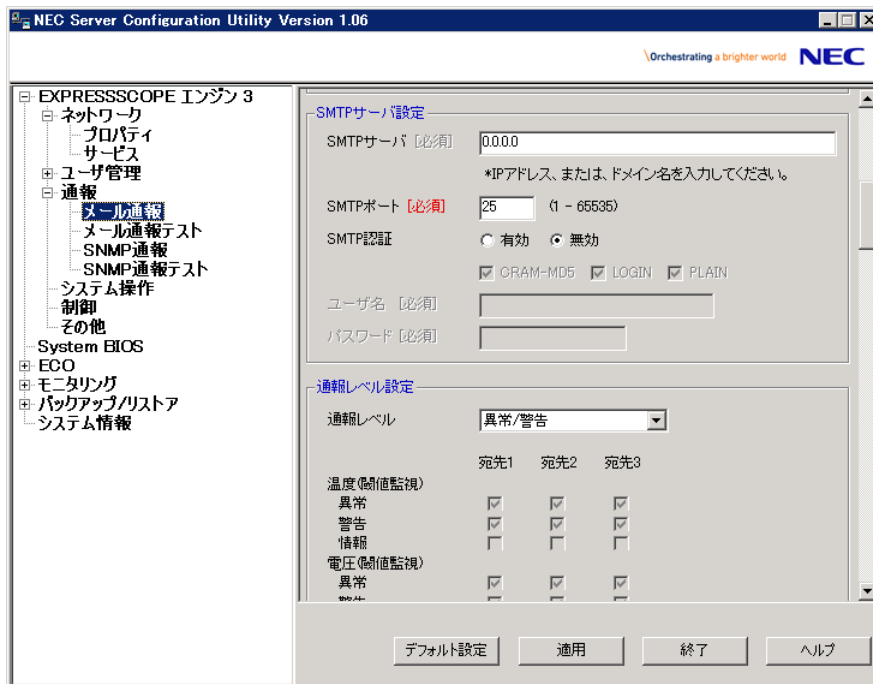 NEC Server Configuration Utility Version 1.06
\Orchestrating a brighter world NEC
EXPRESSSCOPE エンジン 3
ネットワーク
プロパティ
サービス
ユーザ管理
通報
メール通報
メール通報テスト
SNMP通報
SNMP通報テスト
システム操作
制御
その他
System BIOS
ECO
モニタリング
バックアップ/リストア
システム情報
SMTPサーバ設定
SMTPサーバ [必須] 0.0.0.0
*IPアドレス、または、ドメイン名を入力してください。
SMTPポート [必須] 25 (1 - 65535)
SMTP認証 有効 無効
CRAM-MD5 LOGIN PLAIN
ユーザ名 [必須]
パスワード [必須]
通報レベル設定
通報レベル 異常/警告
宛先1 宛先2 宛先3
温度(閾値監視)
異常
警告
情報
電圧(閾値監視)
異常
デフォルト設定 適用 終了 ヘルプ